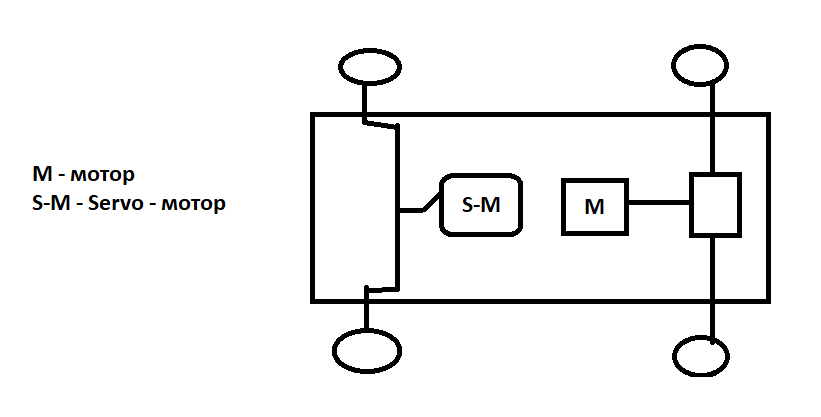 М - мотор
S-M - Servo - мотор
S-M
М